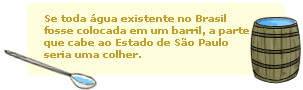 Se toda água existente no Brasil
fosse colocada em um barril, a parte
que cabe ao Estado de São Paulo
seria uma colher.